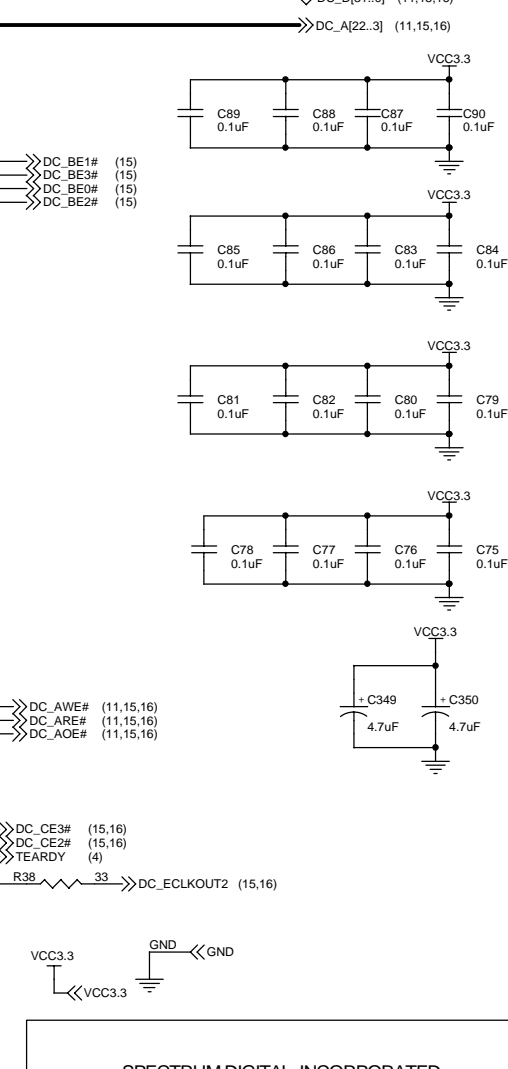 DC_A[22..3] (11,15,16)
VCC3.3
C89 C88 C87 C90
0.1uF 0.1uF 0.1uF 0.1uF
DC_BE1# (15)
DC_BE3# (15)
DC_BE0# (15)
DC_BE2# (15)
VCC3.3
C85 C86 C83 C84
0.1uF 0.1uF 0.1uF 0.1uF
VCC3.3
C81 C82 C80 C79
0.1uF 0.1uF 0.1uF 0.1uF
VCC3.3
C78 C77 C76 C75
0.1uF 0.1uF 0.1uF 0.1uF
VCC3.3
+ C349 + C350
4.7uF 4.7uF
DC_AWE# (11,15,16)
DC_ARE# (11,15,16)
DC_AOE# (11,15,16)
DC_CE3# (15,16)
DC_CE2# (15,16)
TEARDY (4)
R38 33 DC_ECLKOUT2 (15,16)
VCC3.3 GND GND
VCC3.3
SPECTRUM DIGITAL INCORPORATED